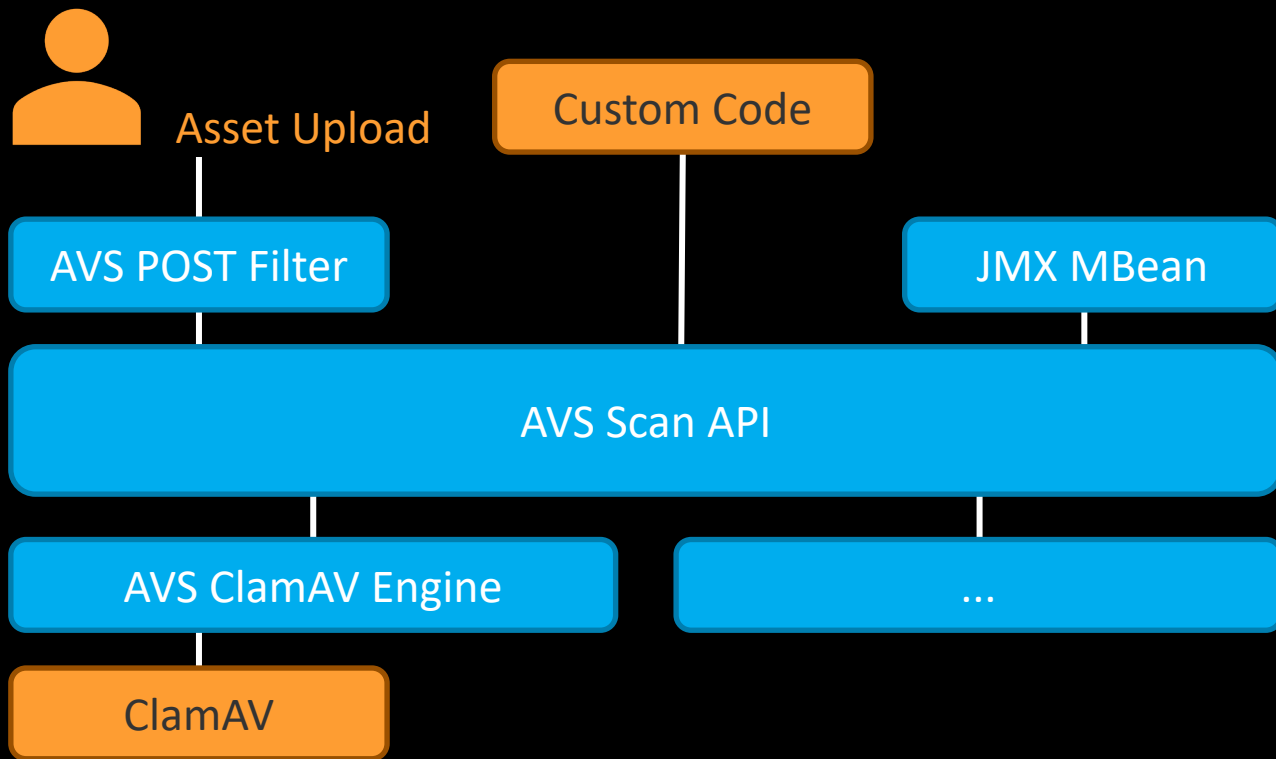 Asset Upload
Custom Code
AVS POST Filter
JMX MBean
AVS Scan API
AVS ClamAV Engine
...
ClamAV